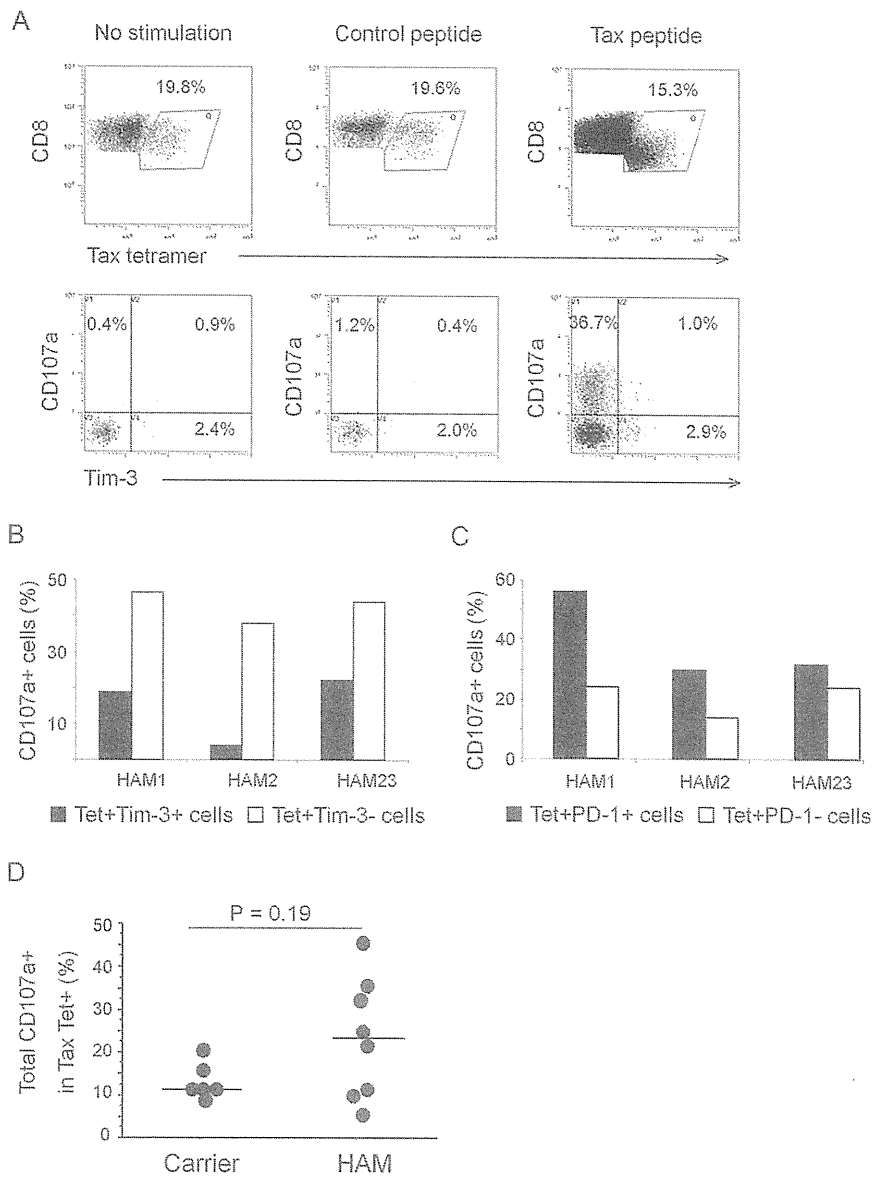 A
No stimulation
Control peptide
Tax peptide
19.8%
19.6%
15.3%
CD8
CD8
CD8
Tax tetramer
0.4%
0.9%
1.2%
0.4%
36.7%
1.0%
CD107a
CD107a
CD107a
2.4%
2.0%
2.9%
Tim-3
B
CD107a+ cells (%)
50
30
10
HAM1
HAM2
HAM23
Tet+Tim-3+ cells
Tet+Tim-3- cells
C
CD107a+ cells (%)
60
40
20
0
HAM1
HAM2
HAM23
Tet+PD-1+ cells
Tet+PD-1- cells
D
P = 0.19
Total CD107a+
in Tax Tet+ (%)
50
40
30
20
10
0
Carrier
HAM